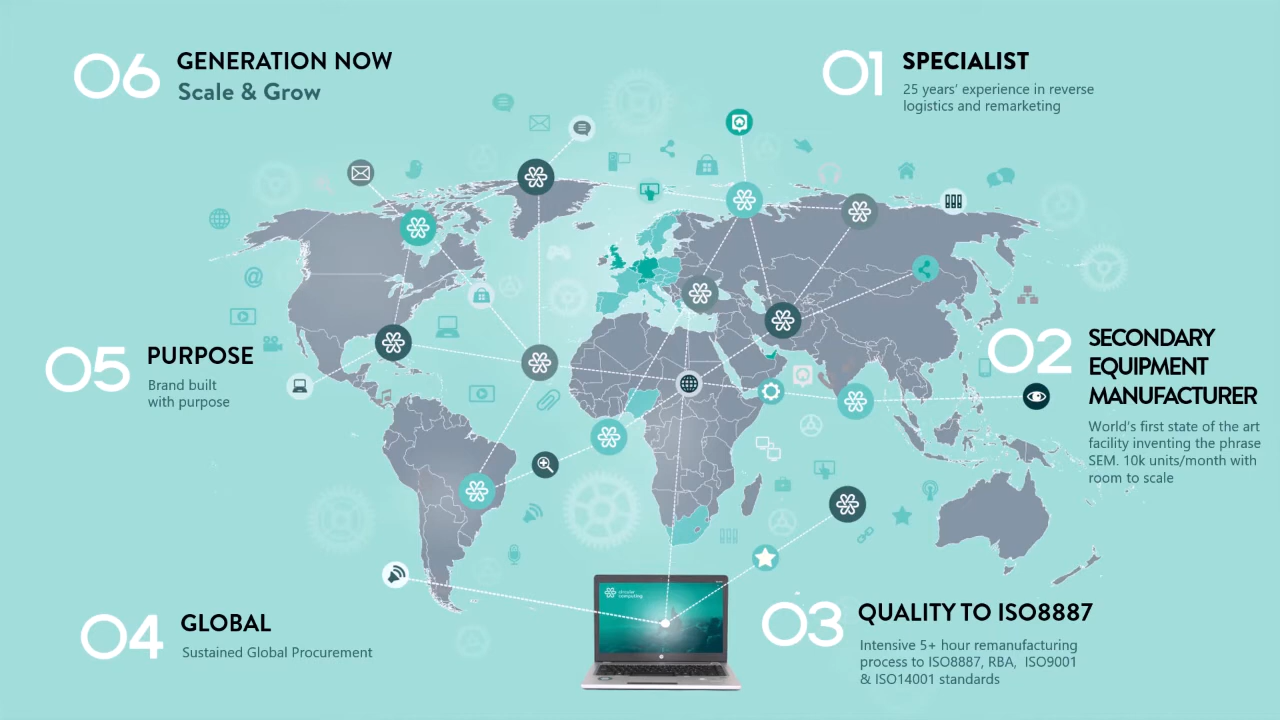 06
GENERATION NOW
Scale & Grow
01
SPECIALIST
25 years' experience in reverse
logistics and remarketing
02
SECONDARY
EQUIPMENT
MANUFACTURER
World's first state of the art
facility inventing the phrase
SEM. 10k units/month with
room to scale
05
PURPOSE
Brand built
with purpose
04
GLOBAL
Sustained Global Procurement
circular
computing
03
QUALITY TO ISO8887
Intensive 5+ hour remanufacturing
process to ISO8887, RBA, ISO9001
& ISO14001 standards